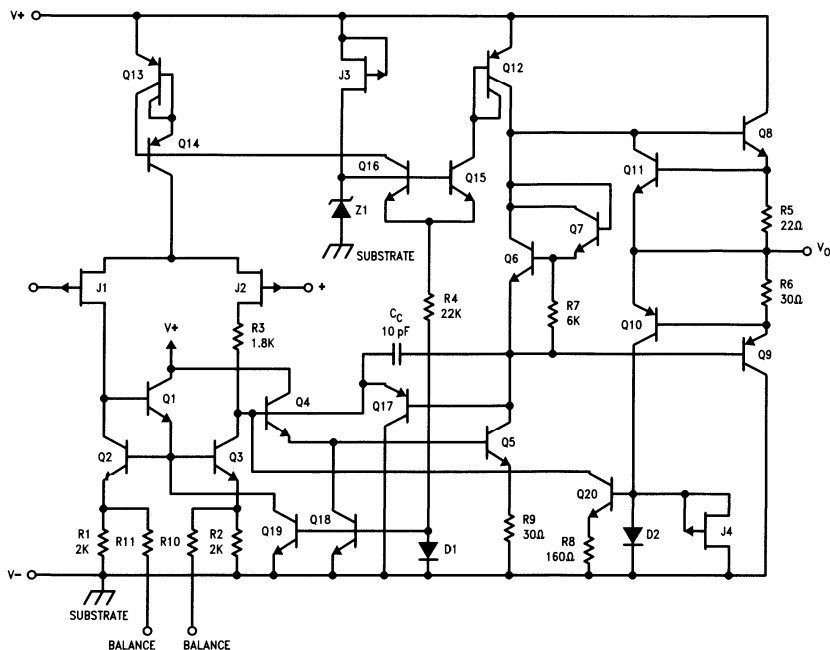 V+
Q13
J3
Q12
Q14
Q16
Q15
Q8
Q11
Z1
SUBSTRATE
Q7
R5
22Ω
Q6
V₀
J1
J2
+
R4
22K
R7
6K
R6
30Ω
Q10
R3
1.8K
C_C
10 pF
V+
Q9
Q1
Q4
Q17
Q2
Q3
Q5
Q20
R1
2K
R11
R10
R2
2K
Q19
Q18
D1
R9
30Ω
R8
160Ω
D2
J4
V-
SUBSTRATE
BALANCE
BALANCE